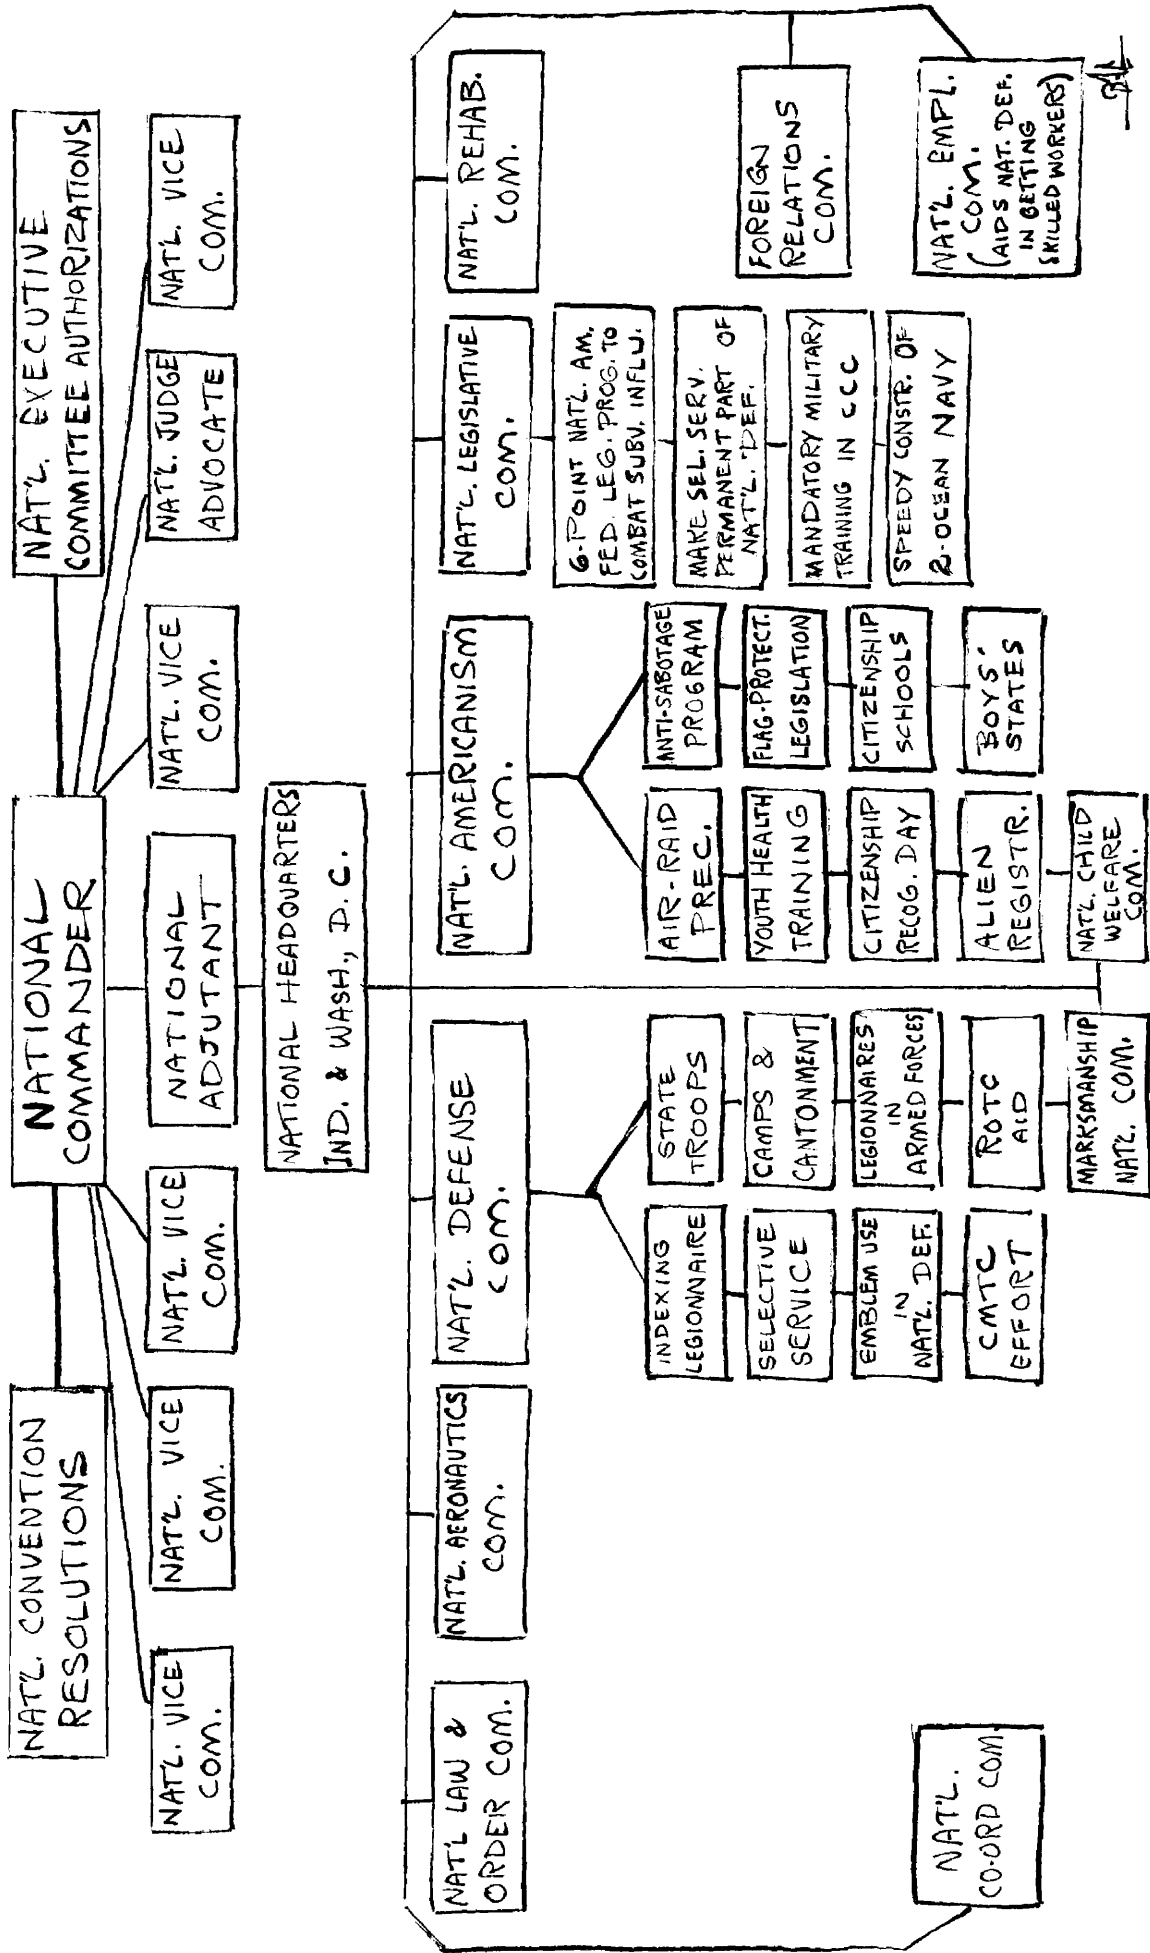 NAT'L. CONVENTION
RESOLUTIONS
NATIONAL
COMMANDER
NAT'L. EXECUTIVE
COMMITTEE AUTHORIZATIONS
NAT'L. VICE
COM.
NAT'L. VICE
COM.
NAT'L. VICE
COM.
NATIONAL
ADJUTANT
NAT'L. VICE
COM.
NAT'L. JUDGE
ADVOCATE
NAT'L. VICE
COM.
NATIONAL HEADQUARTERS
IND. & WASH., D.C.
NAT'L LAW &
ORDER COM.
NAT'L. AERONAUTICS
COM.
NAT'L. DEFENSE
COM.
NAT'L. AMERICANISM
COM.
NAT'L. LEGISLATIVE
COM.
NAT'L. REHAB.
COM.
INDEXING
LEGIONNAIRE
SELECTIVE
SERVICE
EMBLEM USE
IN
NAT'L. DEF.
CMTC
EFFORT
STATE
TROOPS
CAMPS &
CANTONMENT
LEGIONNAIRES
IN
ARMED FORCES
ROTC
AID
MARKSMANSHIP
NAT'L. COM.
AIR-RAID
PREC.
YOUTH HEALTH
TRAINING
CITIZENSHIP
RECOG. DAY
ALIEN
REGISTR.
NAT'L. CHILD
WELFARE
COM.
ANTI-SABOTAGE
PROGRAM
FLAG-PROTECT.
LEGISLATION
CITIZENSHIP
SCHOOLS
BOYS'
STATES
6-POINT NAT'L. AM.
FED. LEG. PROG. TO
COMBAT SUBV. INFLU.
MAKE SEL. SERV.
PERMANENT PART OF
NAT'L. DEF.
MANDATORY MILITARY
TRAINING IN CCC
SPEEDY CONSTR. OF
2-OCEAN NAVY
FOREIGN
RELATIONS
COM.
NAT'L. EMPL.
COM.
(AIDS NAT. DEF.
IN BETTING
SKILLED WORKERS)
NAT'L.
CO-ORD COM.